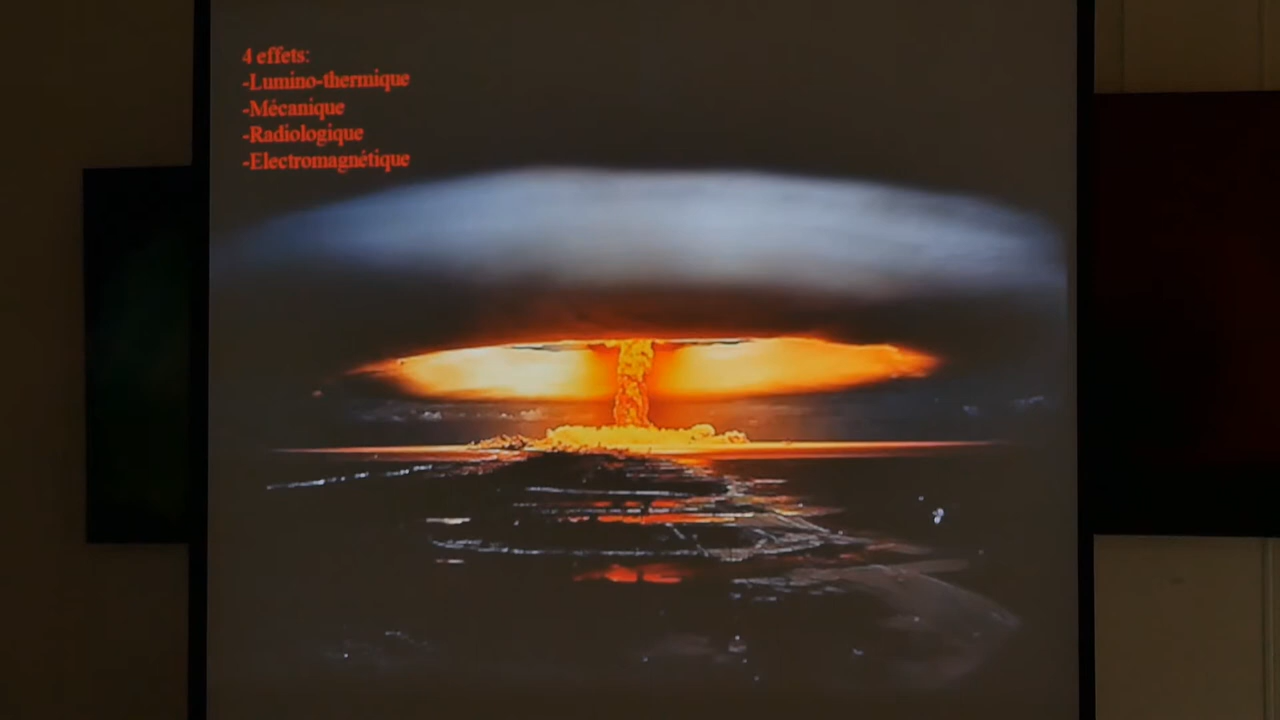 4 effets:
-Lumino-thermique
-Mécanique
-Radiologique
-Electromagnétique